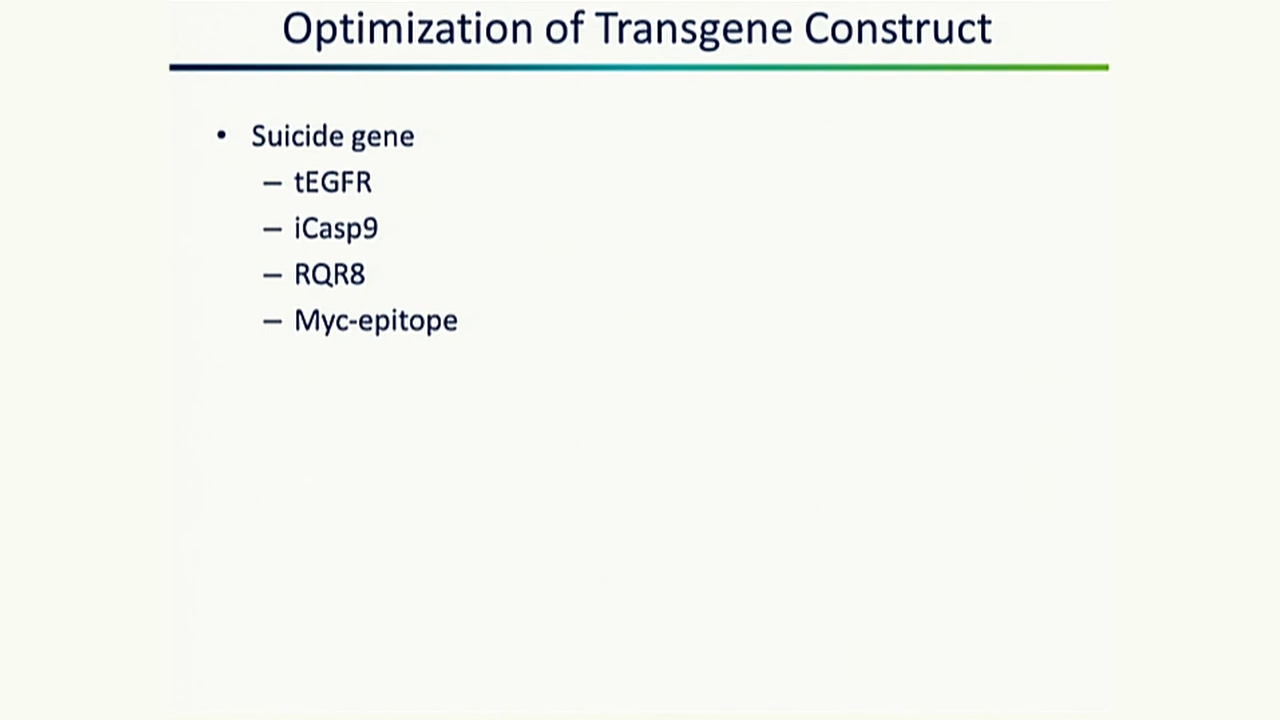 Optimization of Transgene Construct
• Suicide gene
– tEGFR
– iCasp9
– RQR8
– Myc-epitope